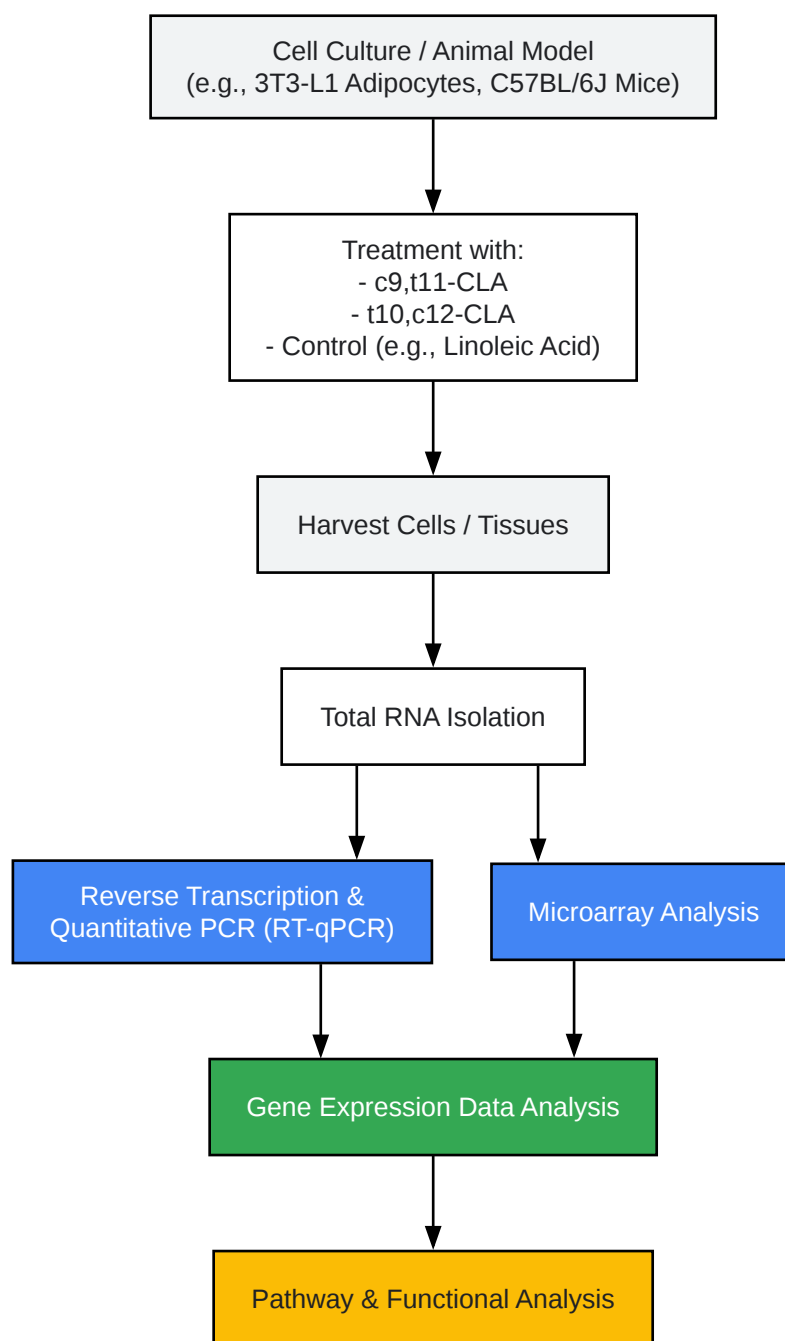 Cell Culture / Animal Model
(e.g., 3T3-L1 Adipocytes, C57BL/6J Mice)
Treatment with:
- c9,t11-CLA
- t10,c12-CLA
- Control (e.g., Linoleic Acid)
Harvest Cells / Tissues
Total RNA Isolation
Reverse Transcription &
Quantitative PCR (RT-qPCR)
Microarray Analysis
Gene Expression Data Analysis
Pathway & Functional Analysis